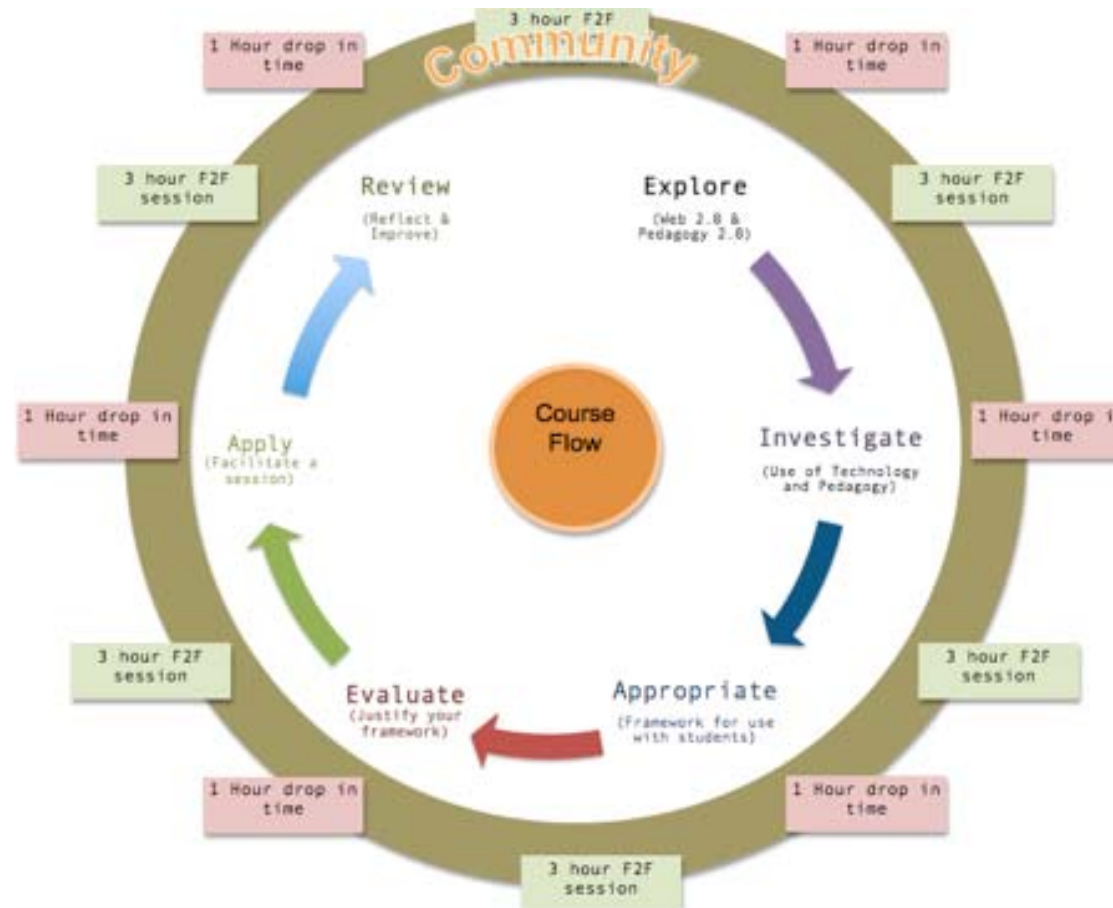 3 hour F2F
Community
1 Hour drop in
time
1 Hour drop in
time
3 hour F2F
session
Review
(Reflect &
Improve)
Explore
(Web 2.0 &
Pedagogy 2.0)
3 hour F2F
session
1 Hour drop in
time
Apply
(Facilitate a
session)
Course
Flow
Investigate
(Use of Technology
and Pedagogy)
1 Hour drop in
time
3 hour F2F
session
Evaluate
(Justify your
framework)
Appropriate
(Framework for use
with students)
3 hour F2F
session
1 Hour drop in
time
1 Hour drop in
time
3 hour F2F
session